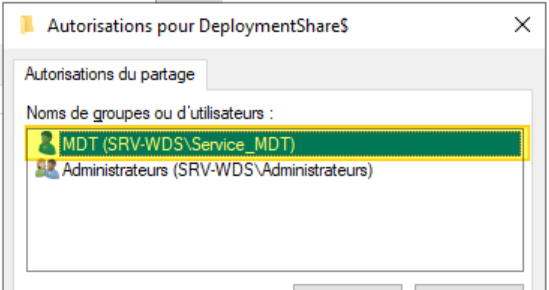 Autorisations pour DeploymentShare$
Autorisations du partage
Noms de groupes ou d'utilisateurs :
MDT (SRV-WDS\Service_MDT)
Administrateurs (SRV-WDS\Administrateurs)